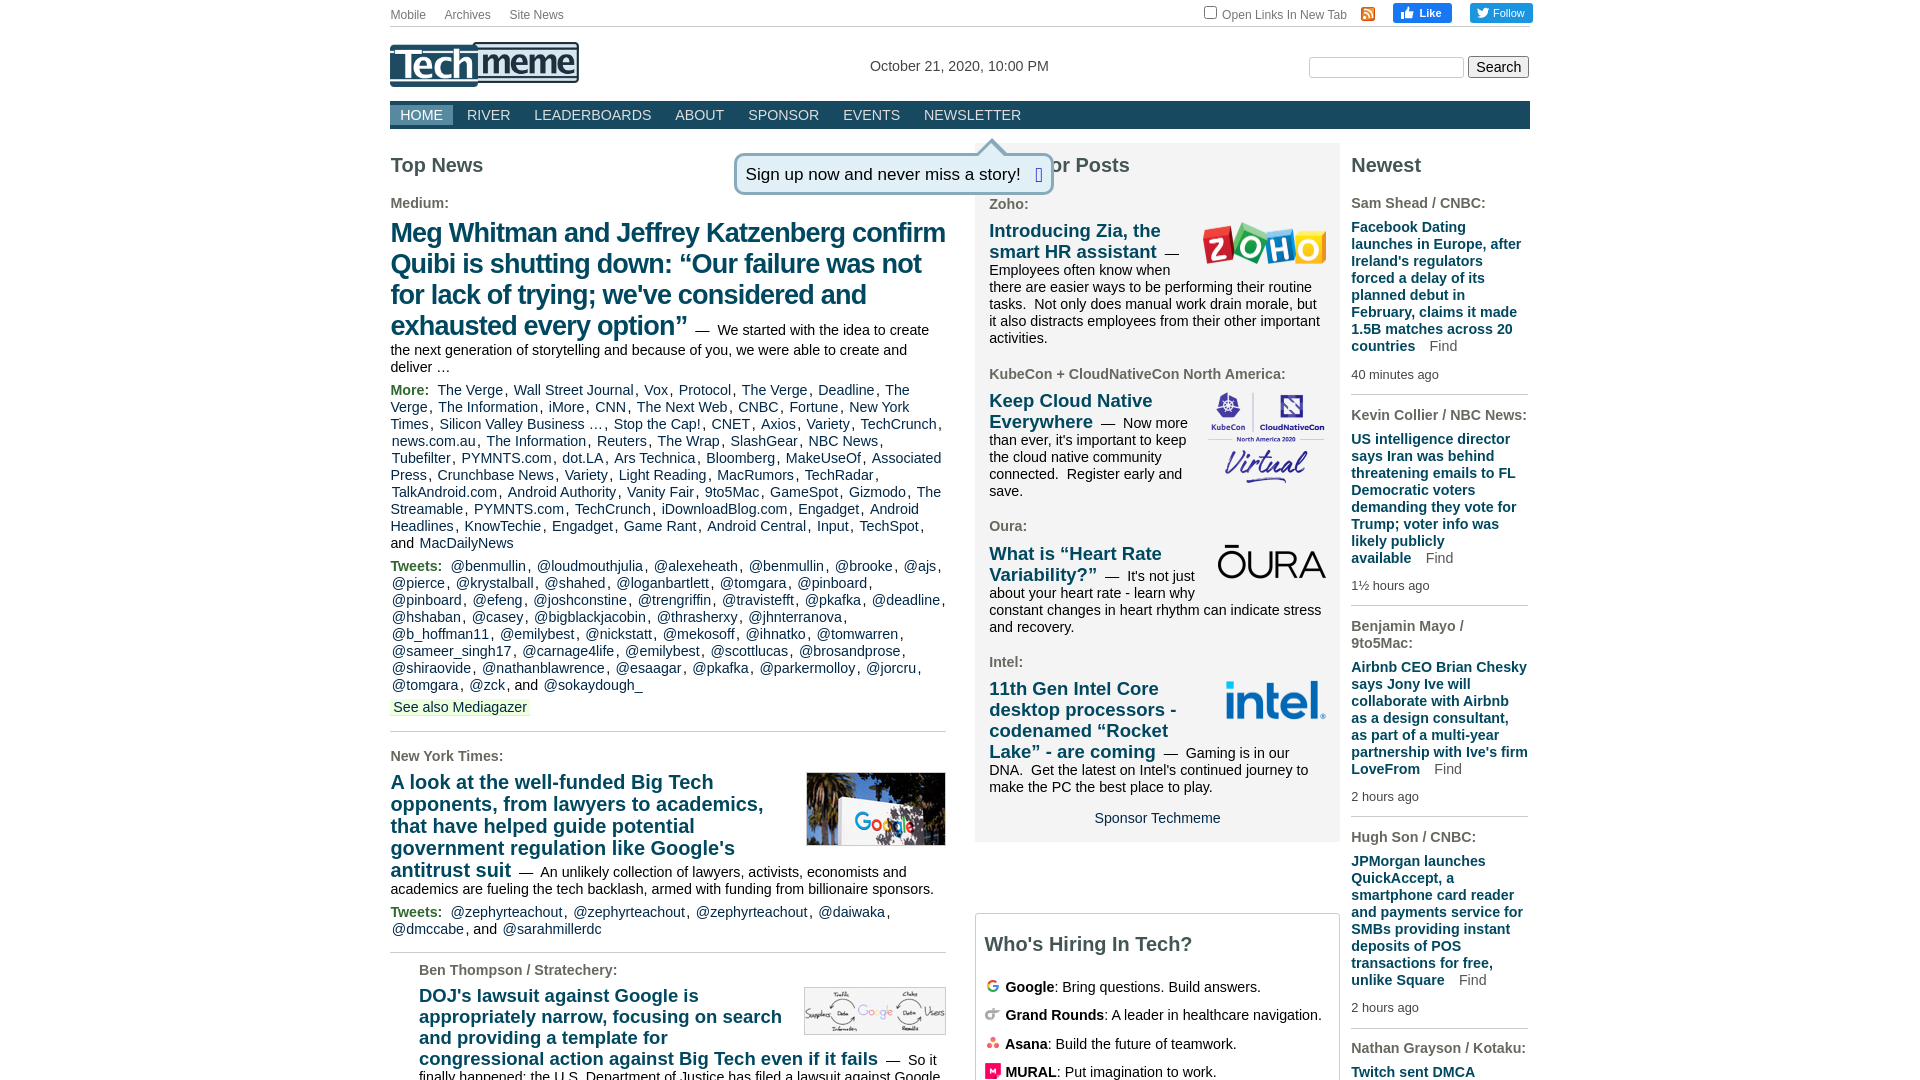 Mobile Archives Site News Open Links In New Tab Like Follow
Techmeme
October 21, 2020, 10:00 PM
Search
HOME RIVER LEADERBOARDS ABOUT SPONSOR EVENTS NEWSLETTER
Sign up now and never miss a story!
Top News
Medium:
Meg Whitman and Jeffrey Katzenberg confirm
Quibi is shutting down: “Our failure was not
for lack of trying; we've considered and
exhausted every option” — We started with the idea to create
the next generation of storytelling and because of you, we were able to create and
deliver …
More: The Verge, Wall Street Journal, Vox, Protocol, The Verge, Deadline, The
Verge, The Information, iMore, CNN, The Next Web, CNBC, Fortune, New York
Times, Silicon Valley Business …, Stop the Cap!, CNET, Axios, Variety, TechCrunch,
news.com.au, The Information, Reuters, The Wrap, SlashGear, NBC News,
Tubefilter, PYMNTS.com, dot.LA, Ars Technica, Bloomberg, MakeUseOf, Associated
Press, Crunchbase News, Variety, Light Reading, MacRumors, TechRadar,
TalkAndroid.com, Android Authority, Vanity Fair, 9to5Mac, GameSpot, Gizmodo, The
Streamable, PYMNTS.com, TechCrunch, iDownloadBlog.com, Engadget, Android
Headlines, KnowTechie, Engadget, Game Rant, Android Central, Input, TechSpot,
and MacDailyNews
Tweets: @benmullin, @loudmouthjulia, @alexeheath, @benmullin, @brooke, @ajs,
@pierce, @krystalball, @shahed, @loganbartlett, @tomgara, @pinboard,
@pinboard, @efeng, @joshconstine, @trengriffin, @travistefft, @pkafka, @deadline,
@hshaban, @casey, @bigblackjacobin, @thrasherxy, @jhnterranova,
@b_hoffman11, @emilybest, @nickstatt, @mekosoff, @ihnatko, @tomwarren,
@sameer_singh17, @carnage4life, @emilybest, @scottlucas, @brosandprose,
@shiraovide, @nathanblawrence, @esaagar, @pkafka, @parkermolloy, @jorcru,
@tomgara, @zck, and @sokaydough_
See also Mediagazer
New York Times:
A look at the well-funded Big Tech
opponents, from lawyers to academics,
that have helped guide potential
government regulation like Google's
antitrust suit — An unlikely collection of lawyers, activists, economists and
academics are fueling the tech backlash, armed with funding from billionaire sponsors.
Google
Tweets: @zephyrteachout, @zephyrteachout, @zephyrteachout, @daiwaka,
@dmccabe, and @sarahmillerdc
Ben Thompson / Stratechery:
DOJ's lawsuit against Google is
appropriately narrow, focusing on search
and providing a template for
congressional action against Big Tech even if it fails — So it
finally happened: the U.S. Department of Justice has filed a lawsuit against Google
Traffic Clicks
Suppliers Data Google Data Users
Information Results
or Posts
Zoho:
Introducing Zia, the
smart HR assistant —
Employees often know when
there are easier ways to be performing their routine
tasks. Not only does manual work drain morale, but
it also distracts employees from their other important
activities.
ZOHO
KubeCon + CloudNativeCon North America:
Keep Cloud Native
Everywhere — Now more
than ever, it's important to keep
the cloud native community
connected. Register early and
save.
KubeCon CloudNativeCon
North America 2020
Virtual
Oura:
What is “Heart Rate
Variability?” — It's not just
about your heart rate - learn why
constant changes in heart rhythm can indicate stress
and recovery.
ŌURA
Intel:
11th Gen Intel Core
desktop processors -
codenamed “Rocket
Lake” - are coming — Gaming is in our
DNA. Get the latest on Intel's continued journey to
make the PC the best place to play.
intel.
Sponsor Techmeme
Who's Hiring In Tech?
Google: Bring questions. Build answers.
Grand Rounds: A leader in healthcare navigation.
Asana: Build the future of teamwork.
MURAL: Put imagination to work.
Newest
Sam Shead / CNBC:
Facebook Dating
launches in Europe, after
Ireland's regulators
forced a delay of its
planned debut in
February, claims it made
1.5B matches across 20
countries Find
40 minutes ago
Kevin Collier / NBC News:
US intelligence director
says Iran was behind
threatening emails to FL
Democratic voters
demanding they vote for
Trump; voter info was
likely publicly
available Find
1½ hours ago
Benjamin Mayo /
9to5Mac:
Airbnb CEO Brian Chesky
says Jony Ive will
collaborate with Airbnb
as a design consultant,
as part of a multi-year
partnership with Ive's firm
LoveFrom Find
2 hours ago
Hugh Son / CNBC:
JPMorgan launches
QuickAccept, a
smartphone card reader
and payments service for
SMBs providing instant
deposits of POS
transactions for free,
unlike Square Find
2 hours ago
Nathan Grayson / Kotaku:
Twitch sent DMCA